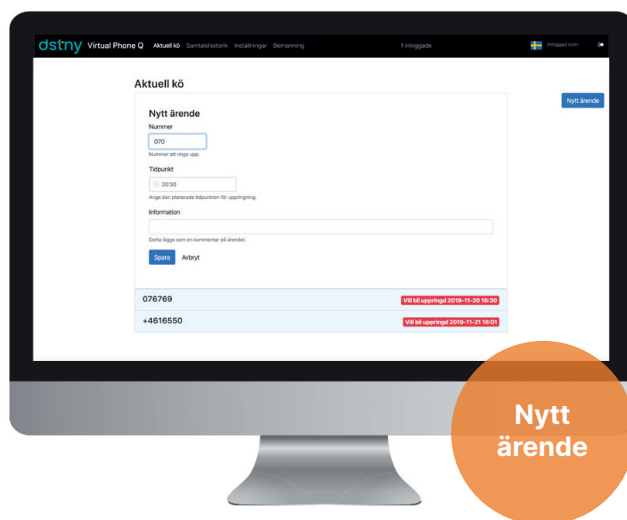 dstny Virtual Phone Q Aktuell kö Samtalshistorik Inställningar Bemanning 1 inloggade Inloggad som
Aktuell kö
Nytt ärende
Nytt ärende
Nummer
070
Nummer att ringa upp.
Tidpunkt
20:30
Ange den planerade tidpunkten för uppringning.
Information
Detta läggs som en kommentar på ärendet.
Spara Avbryt
076769 Vill bli uppringd 2019-11-20 16:30
+4616550 Vill bli uppringd 2019-11-21 16:01
Nytt
ärende